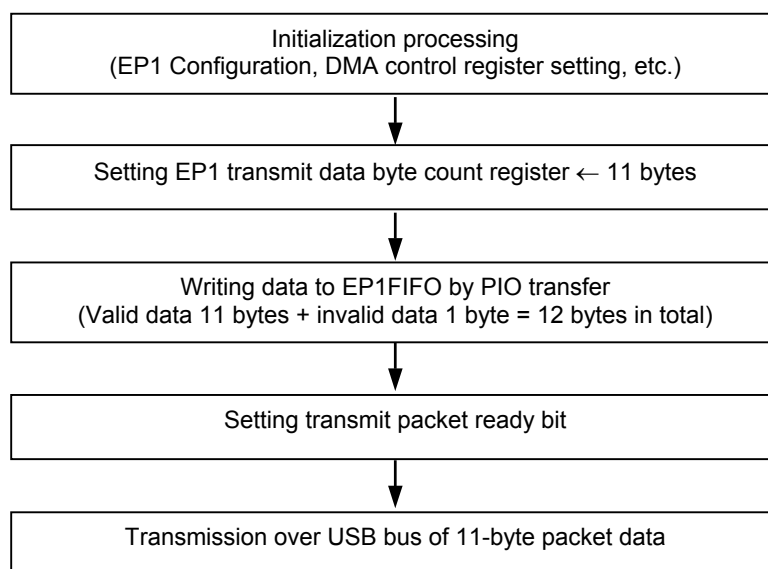 Initialization processing
(EP1 Configuration, DMA control register setting, etc.)
Setting EP1 transmit data byte count register ← 11 bytes
Writing data to EP1FIFO by PIO transfer
(Valid data 11 bytes + invalid data 1 byte = 12 bytes in total)
Setting transmit packet ready bit
Transmission over USB bus of 11-byte packet data